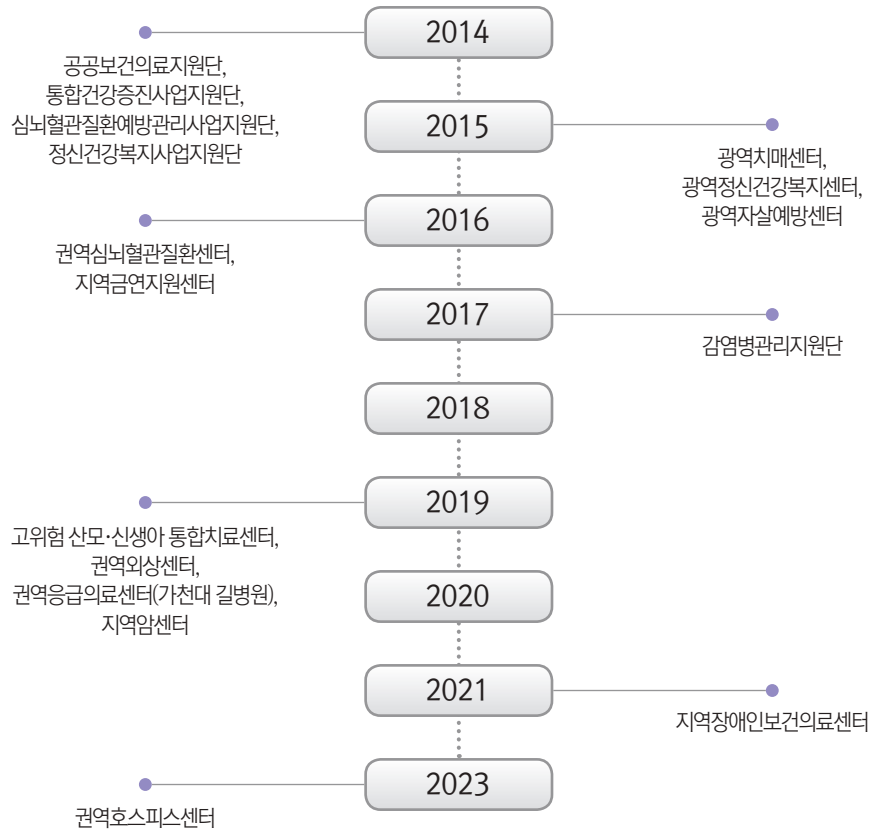 2014
공공보건의료지원단,
통합건강증진사업지원단,
심뇌혈관질환예방관리사업지원단,
정신건강복지사업지원단
2015
광역치매센터,
광역정신건강복지센터,
광역자살예방센터
2016
권역심뇌혈관질환센터,
지역금연지원센터
2017
감염병관리지원단
2018
2019
고위험 산모·신생아 통합치료센터,
권역외상센터,
권역응급의료센터(가천대 길병원),
지역암센터
2020
2021
지역장애인보건의료센터
2023
권역호스피스센터